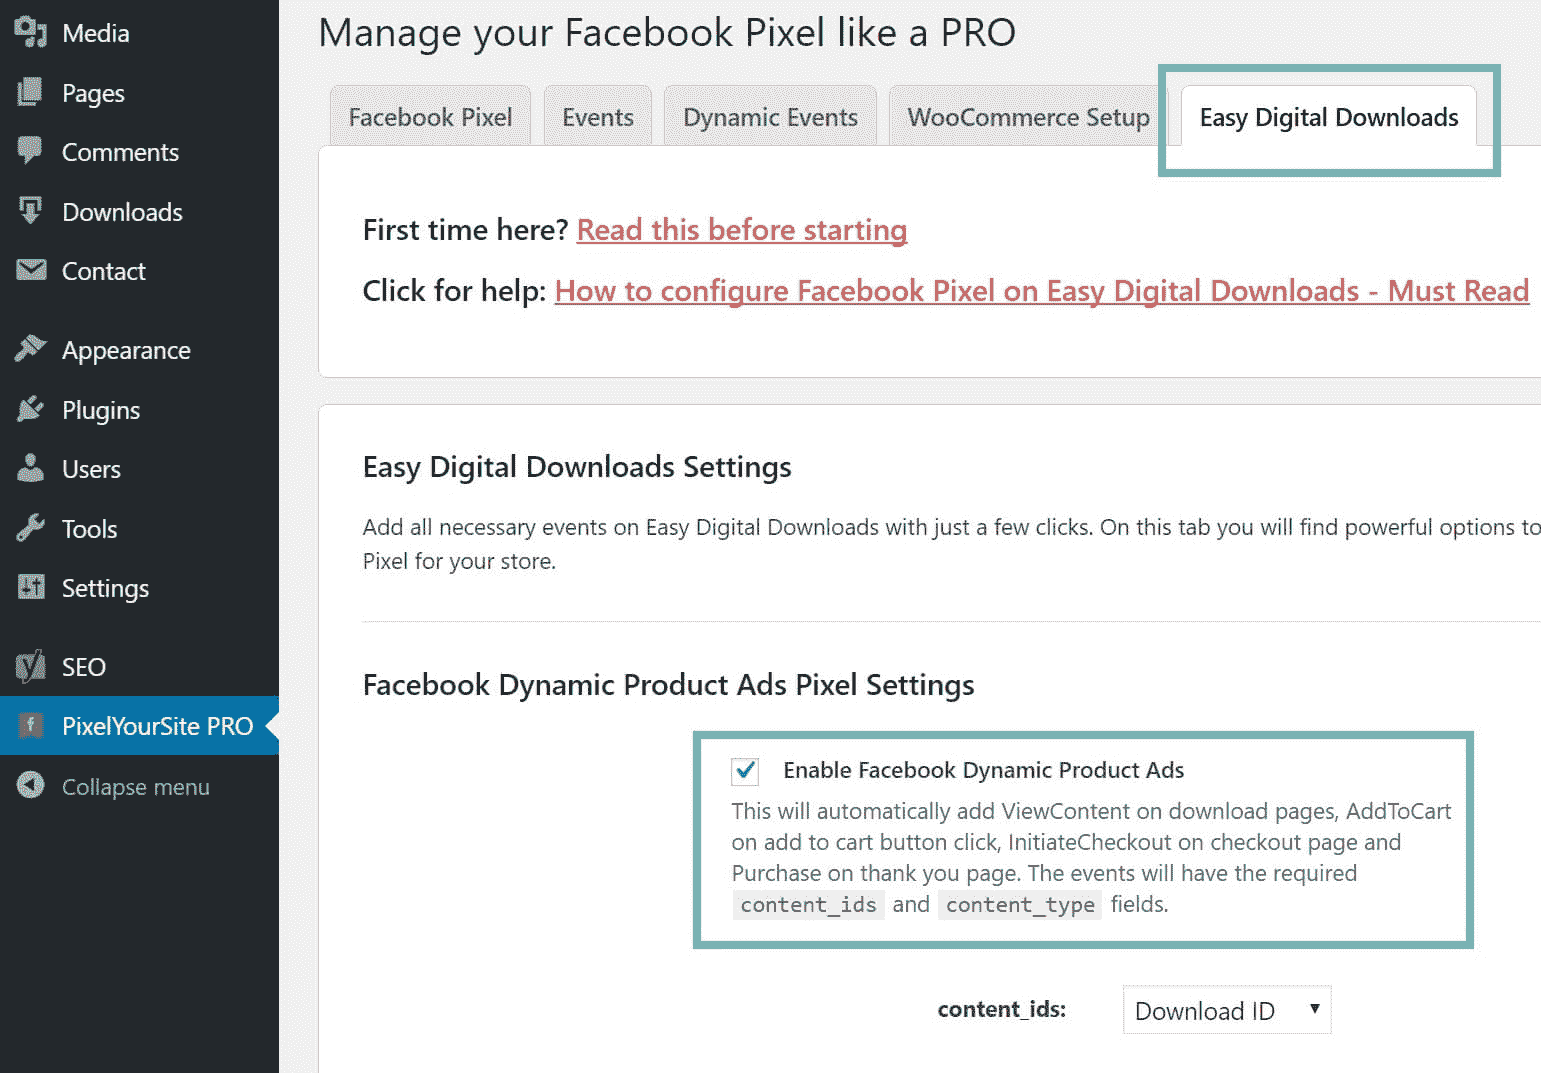 Media
Pages
Comments
Downloads
Contact
Appearance
Plugins
Users
Tools
Settings
SEO
PixelYourSite PRO
Collapse menu
Manage your Facebook Pixel like a PRO
Facebook Pixel
Events
Dynamic Events
WooCommerce Setup
Easy Digital Downloads
First time here? Read this before starting
Click for help: How to configure Facebook Pixel on Easy Digital Downloads - Must Read
Easy Digital Downloads Settings
Add all necessary events on Easy Digital Downloads with just a few clicks. On this tab you will find powerful options to
Pixel for your store.
Facebook Dynamic Product Ads Pixel Settings
Enable Facebook Dynamic Product Ads
This will automatically add ViewContent on download pages, AddToCart
on add to cart button click, InitiateCheckout on checkout page and
Purchase on thank you page. The events will have the required
content_ids and content_type fields.
content_ids: Download ID